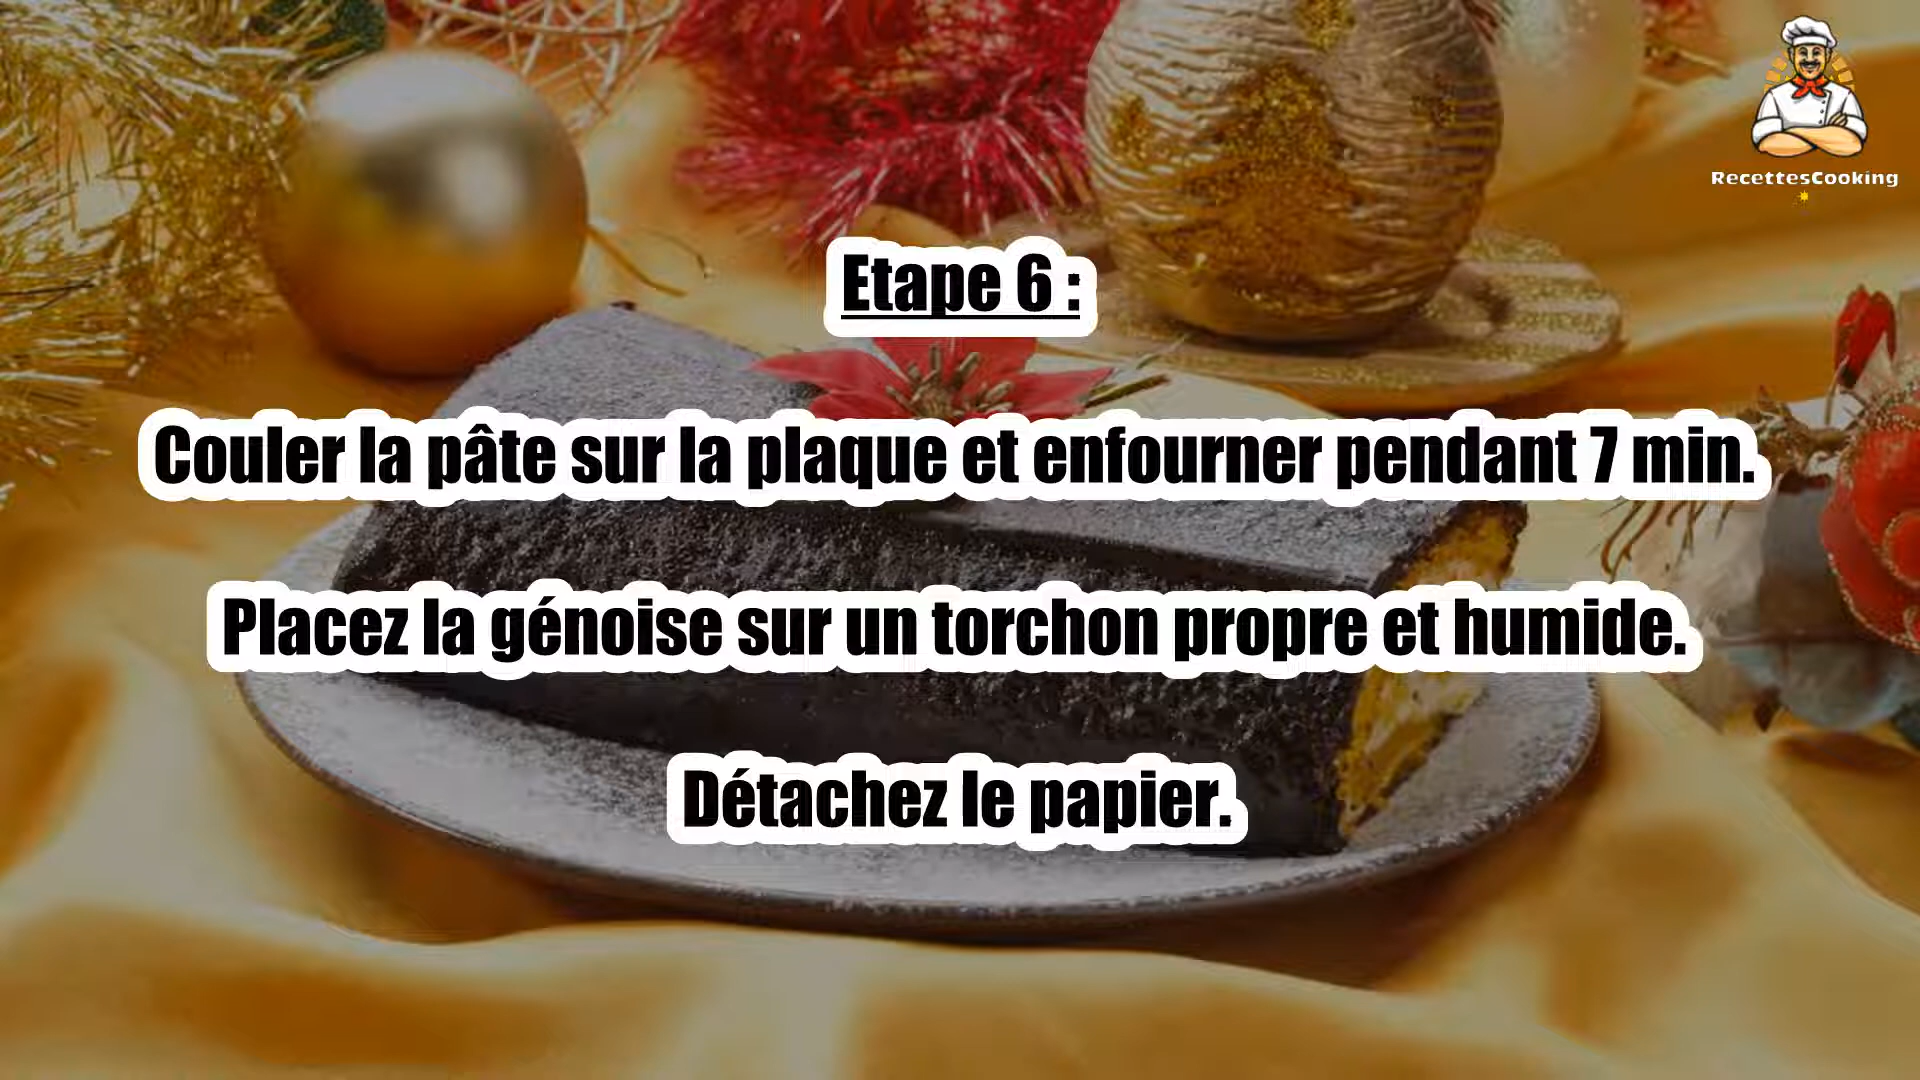 RecettesCooking
Etape 6 :
Couler la pâte sur la plaque et enfourner pendant 7 min.
Placez la génoise sur un torchon propre et humide.
Détachez le papier.